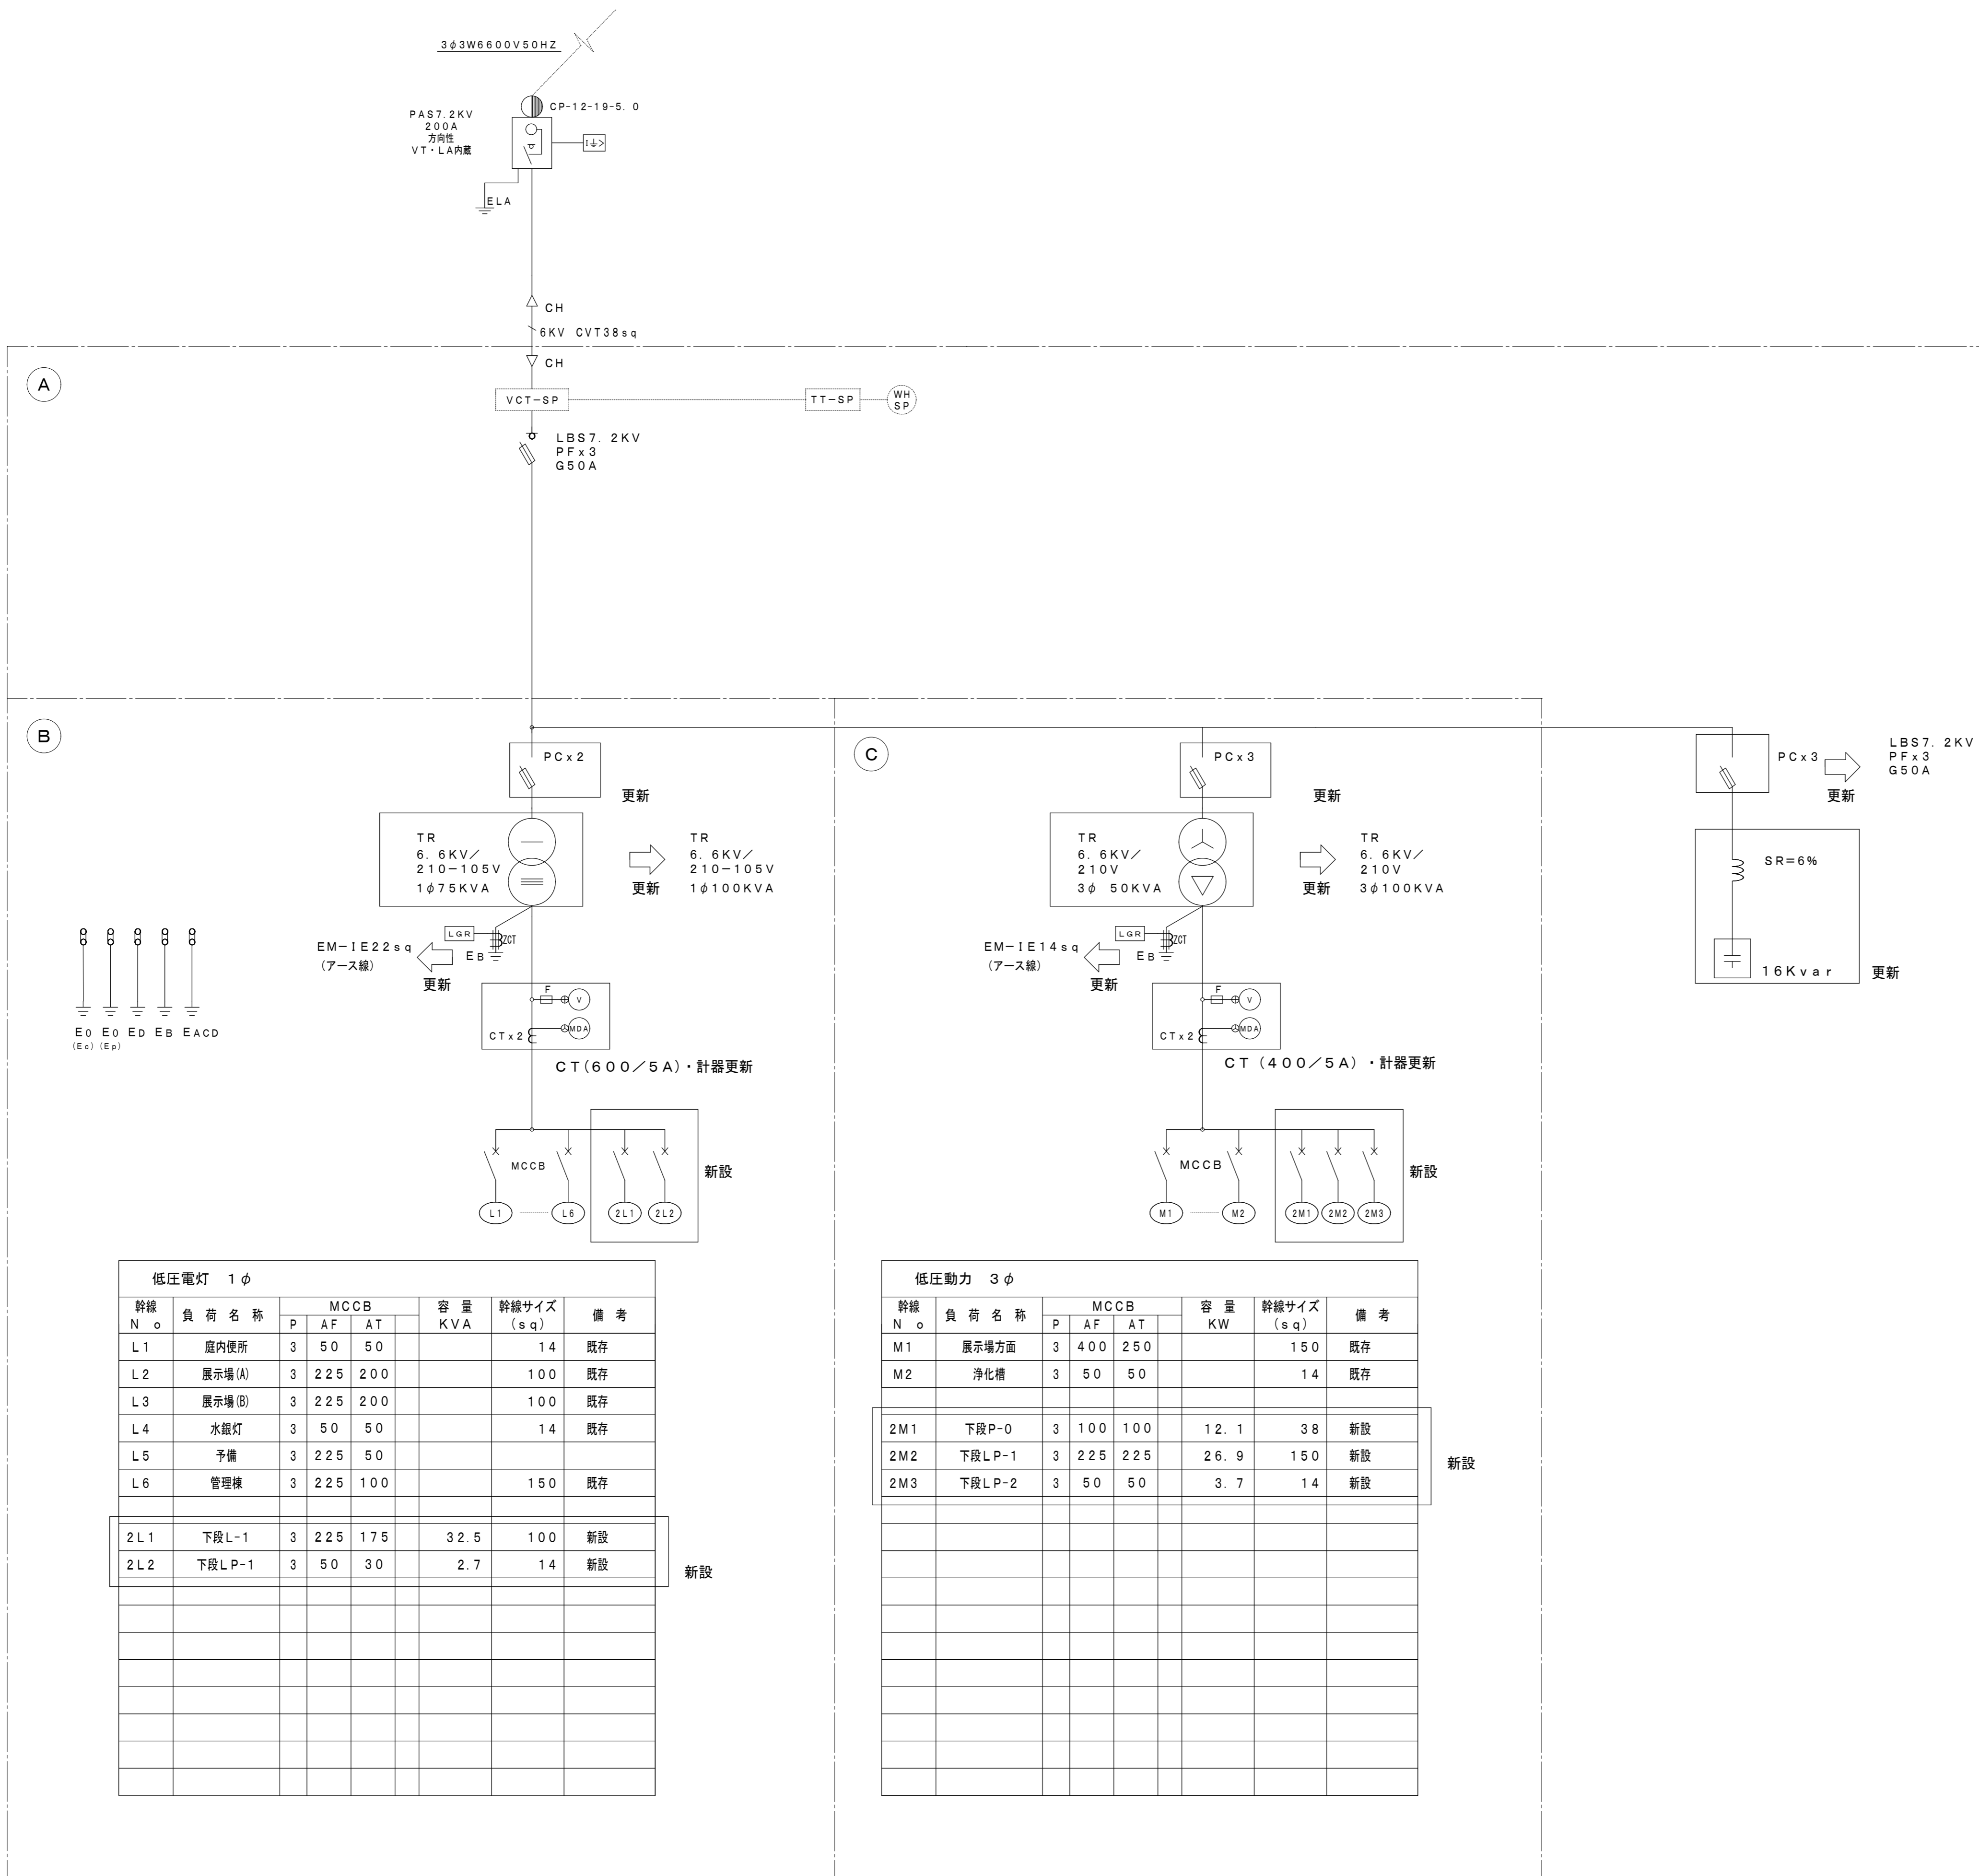 3φ3W6600V50HZ
CP-12-19-5.0
PAS7.2KV
200A
方向性
VT・LA内蔵
I>
ELA
CH
6KV CVT38sq
CH
A
VCT-SP
TT-SP
WH
SP
LBS7.2KV
PFx3
G50A
B
PCx2
更新
TR
6.6KV/
210-105V
1φ75KVA
更新
TR
6.6KV/
210-105V
1φ100KVA
LGR
ZCT
EB
EM-IE22sq
(アース線)
更新
E0 E0 ED EB EACD
(Ec) (Ep)
F
V
CTx2
MDA
CT(600/5A)・計器更新
MCCB
L1
L6
2L1
2L2
新設
C
PCx3
更新
TR
6.6KV/
210V
3φ 50KVA
更新
TR
6.6KV/
210V
3φ100KVA
LGR
ZCT
EB
EM-IE14sq
(アース線)
更新
F
V
CTx2
MDA
CT(400/5A)・計器更新
MCCB
M1
M2
2M1
2M2
2M3
新設
PCx3
更新
LBS7.2KV
PFx3
G50A
SR=6%
16Kvar
更新
低圧電灯 1φ
幹線No 負荷名称 MCCB 容量KVA 幹線サイズ(sq) 備考
P AF AT
L1 庭内便所 3 50 50 14 既存
L2 展示場(A) 3 225 200 100 既存
L3 展示場(B) 3 225 200 100 既存
L4 水銀灯 3 50 50 14 既存
L5 予備 3 225 50
L6 管理棟 3 225 100 150 既存
2L1 下段L-1 3 225 175 32.5 100 新設
2L2 下段LP-1 3 50 30 2.7 14 新設
新設
低圧動力 3φ
幹線No 負荷名称 MCCB 容量KW 幹線サイズ(sq) 備考
P AF AT
M1 展示場方面 3 400 250 150 既存
M2 浄化槽 3 50 50 14 既存
2M1 下段P-0 3 100 100 12.1 38 新設
2M2 下段LP-1 3 225 225 26.9 150 新設
2M3 下段LP-2 3 50 50 3.7 14 新設
新設